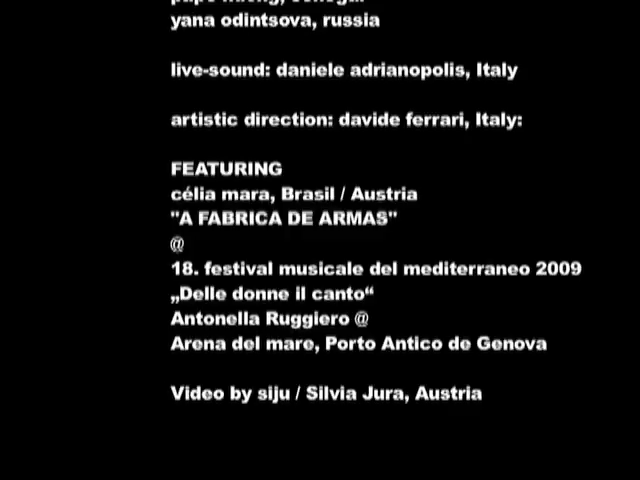 yana odintsova, russia
live-sound: daniele adrianopolis, Italy
artistic direction: davide ferrari, Italy:
FEATURING
célia mara, Brasil / Austria
"A FABRICA DE ARMAS"
@
18. festival musicale del mediterraneo 2009
„Delle donne il canto“
Antonella Ruggiero @
Arena del mare, Porto Antico de Genova
Video by siju / Silvia Jura, Austria